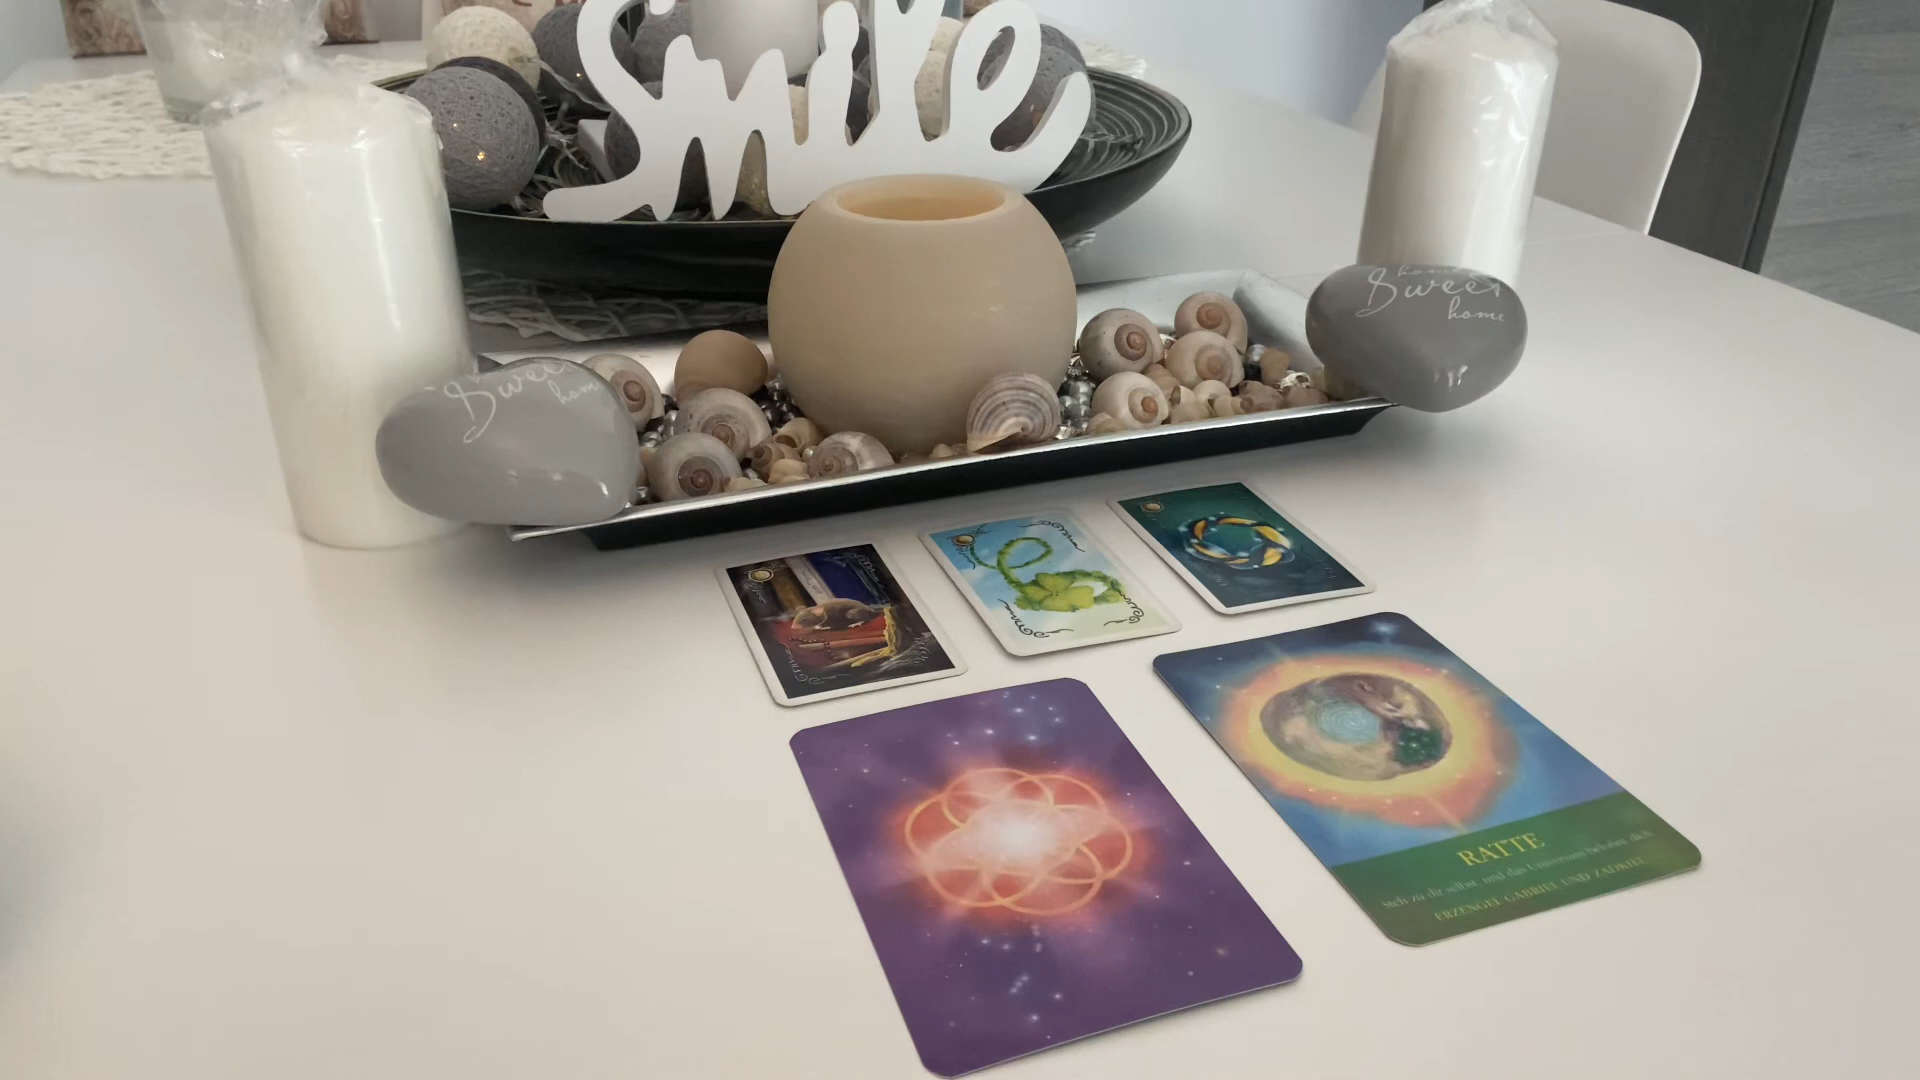 Smile
Sweet
home
home
Sweet
home
RATTE
Steh zu dir selbst, und das Universum belohnt dich
ERZENGEL GABRIEL UND ZADKIEL